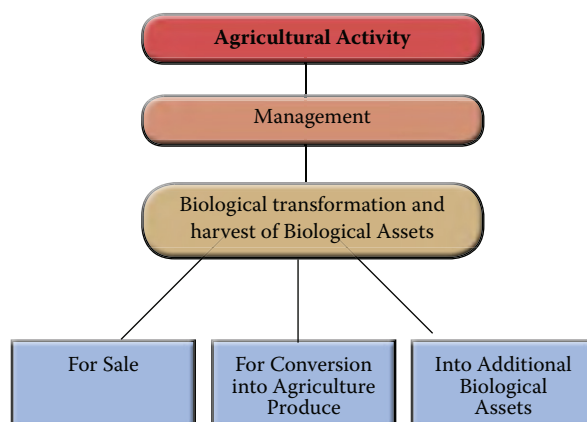 Agricultural Activity
Management
Biological transformation and
harvest of Biological Assets
For Sale
For Conversion
into Agriculture
Produce
Into Additional
Biological
Assets